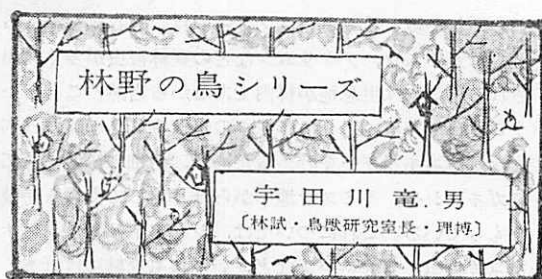 林野の鳥シリーズ
宇田川竜男
〔林試・鳥獣研究室長・理博〕